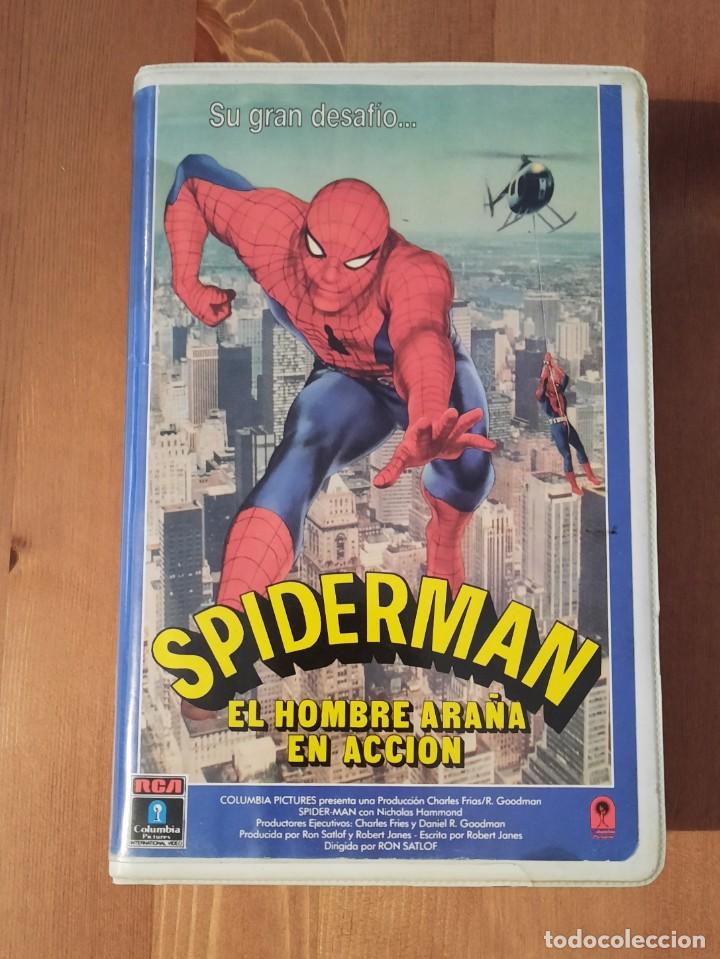 Su gran desafío...
SPIDERMAN
EL HOMBRE ARAÑA
EN ACCION
RCA
Columbia
Pictures
INTERNATIONAL VIDEO
COLUMBIA PICTURES presenta una Producción Charles Frias/R. Goodman
SPIDER-MAN con Nicholas Hammond
Productores Ejecutivos: Charles Fries y Daniel R. Goodman
Producida por Ron Satlof y Robert Janes - Escrita por Robert Janes
Dirigida por RON SATLOF
todocoleccion